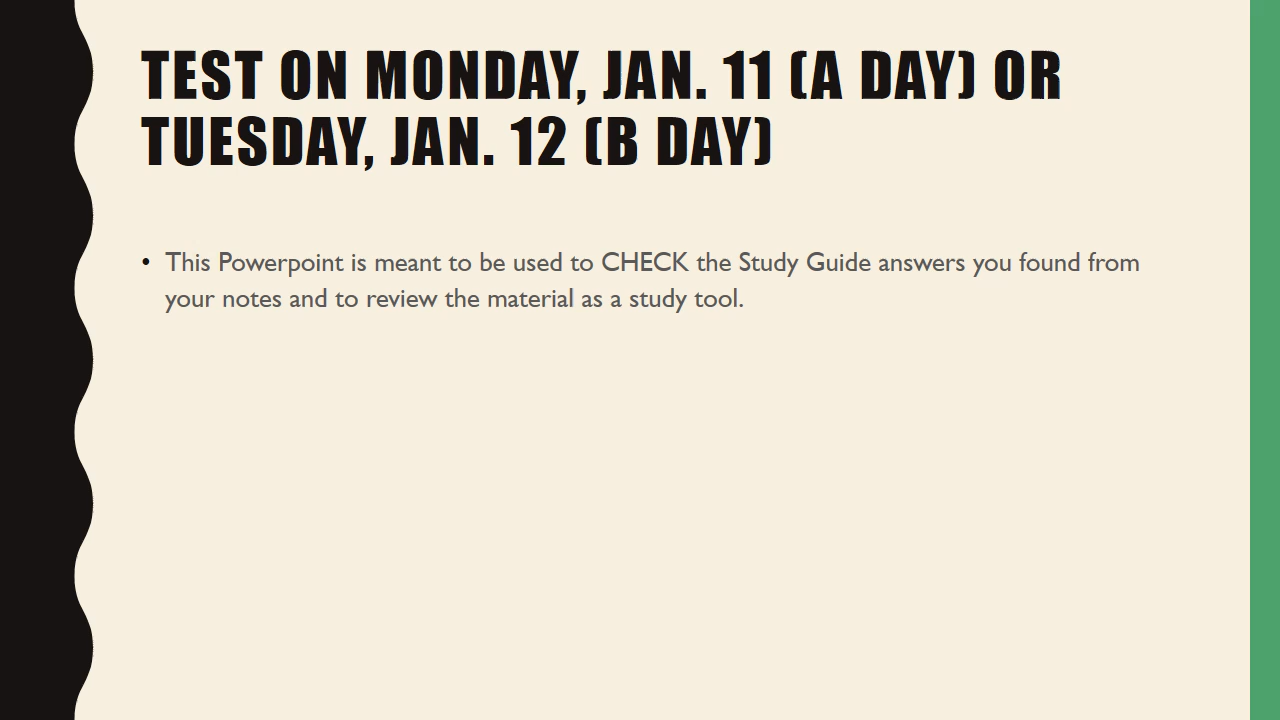 TEST ON MONDAY, JAN. 11 (A DAY) OR
TUESDAY, JAN. 12 (B DAY)
• This Powerpoint is meant to be used to CHECK the Study Guide answers you found from
your notes and to review the material as a study tool.